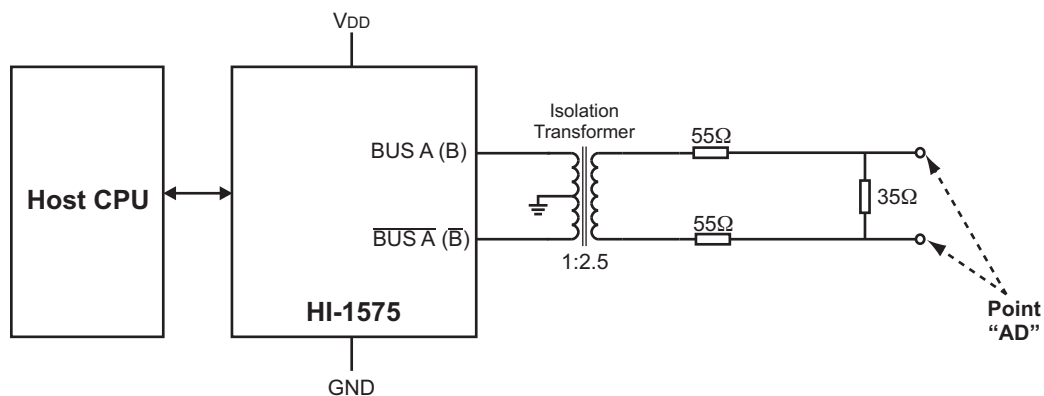 VDD
Host CPU
BUS A (B)
BUS A (B)
HI-1575
GND
Isolation
Transformer
1:2.5
55Ω
55Ω
35Ω
Point
“AD”